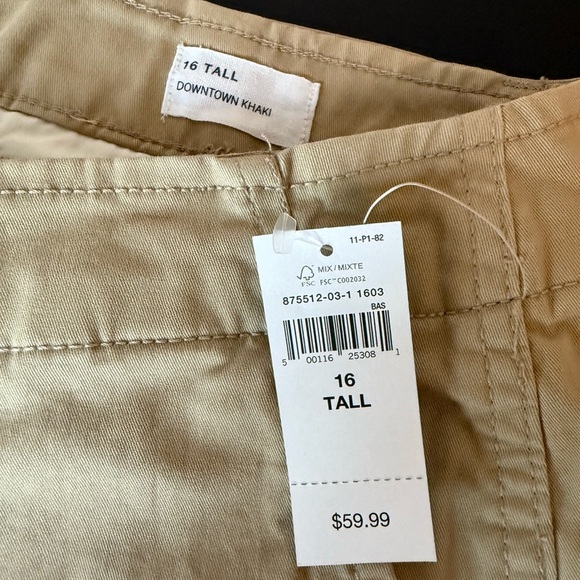 16 TALL
DOWNTOWN KHAKI
11-P1-82
MIX/MIXTE
FSC
FSC™ C002032
875512-03-1 1603
BAS
5 00116 25308 1
16
TALL
$59.99